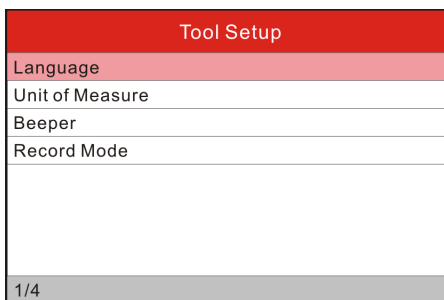 Tool Setup
Language
Unit of Measure
Beeper
Record Mode
1/4